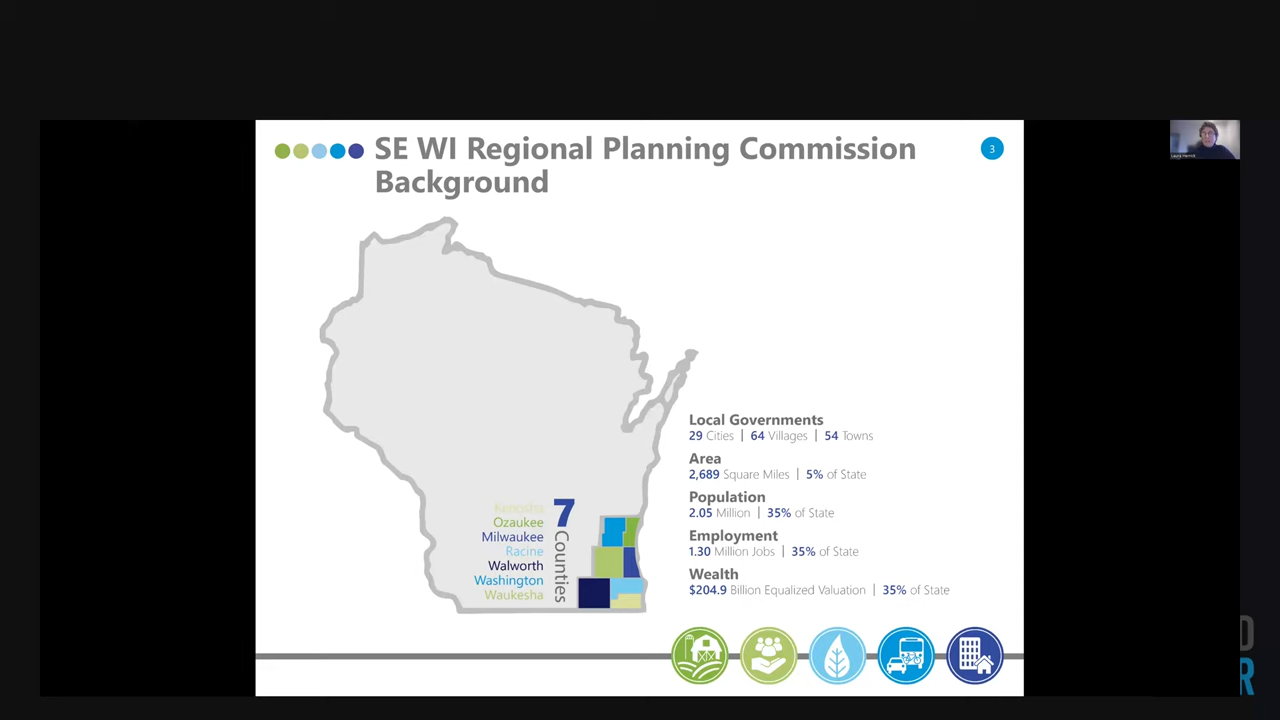 SE WI Regional Planning Commission
Background
3
Local Governments
29 Cities | 64 Villages | 54 Towns
Area
2,689 Square Miles | 5% of State
Population
2.05 Million | 35% of State
Employment
1.30 Million Jobs | 35% of State
Wealth
$204.9 Billion Equalized Valuation | 35% of State
7
Counties
Kenosha
Ozaukee
Milwaukee
Racine
Walworth
Washington
Waukesha
Laura Herrick
D
R